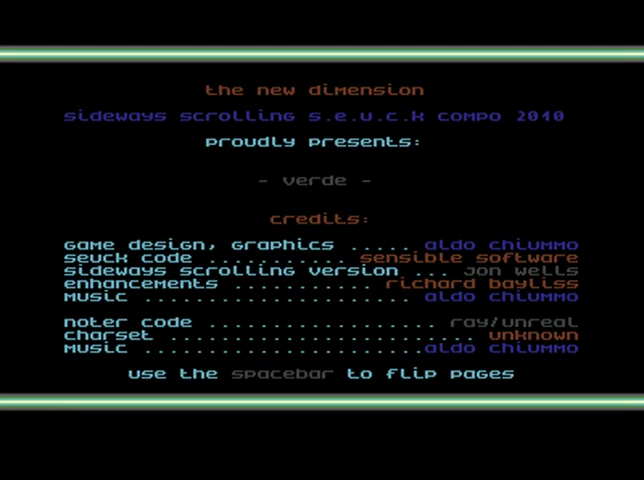 the new dimension
sideways scrolling s.e.u.c.k compo 2010
proudly presents:
- verde -
credits:
game design, graphics ..... aldo chiummo
seuck code ........... sensible software
sideways scrolling version ... jon wells
enhancements ........... richard bayliss
music .................... aldo chiummo
noter code .................. ray/unreal
charset ........................ unknown
music .....................aldo chiummo
use the spacebar to flip pages